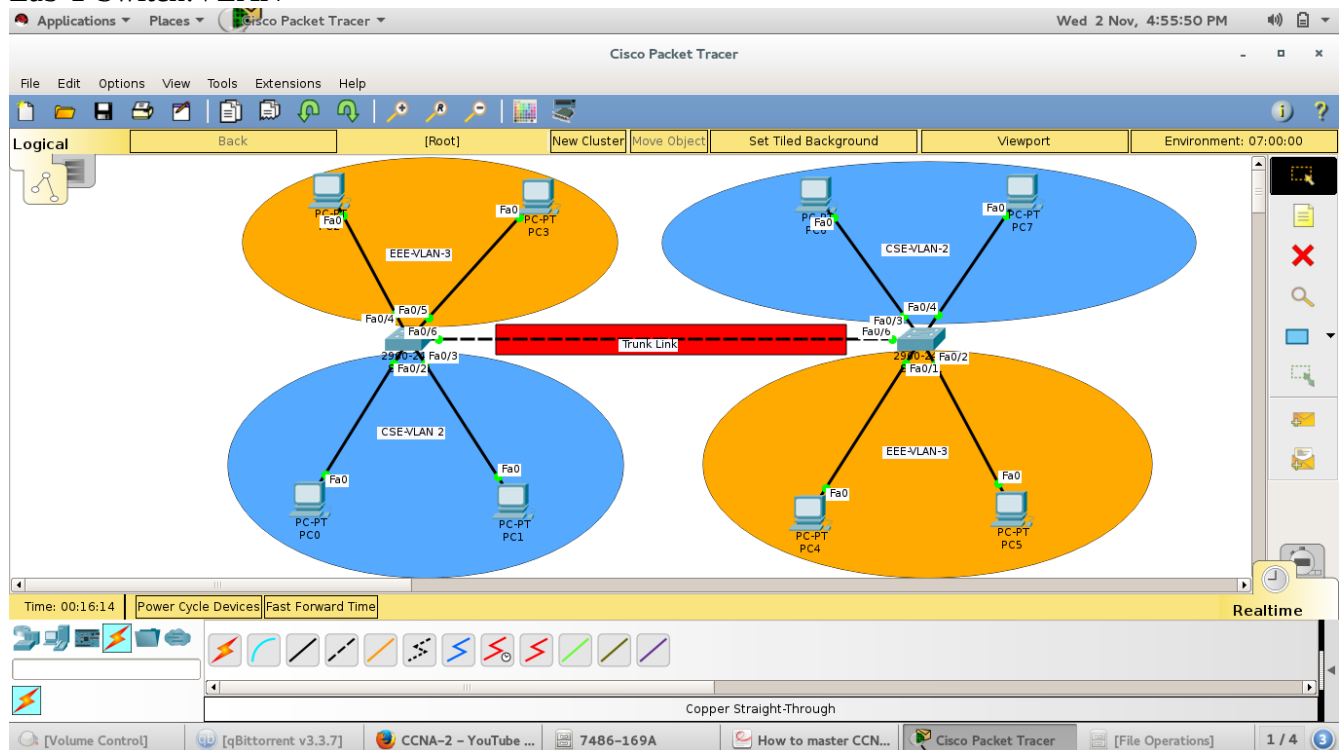 Applications Places Cisco Packet Tracer Wed 2 Nov, 4:55:50 PM
Cisco Packet Tracer
File Edit Options View Tools Extensions Help
Logical Back [Root] New Cluster Move Object Set Tiled Background Viewport Environment: 07:00:00
PC-PT
Fa0
Fa0
PC-PT
PC3
EEE-VLAN-3
Fa0/5
Fa0/4
Fa0/6
Fa0/3
Fa0/2
CSE-VLAN 2
Fa0
PC-PT
PC0
Fa0
PC-PT
PC1
Trunk Link
Fa0
Fa0
PC-PT
PC7
CSE-VLAN-2
Fa0/4
Fa0/3
Fa0/6
Fa0/2
Fa0/1
EEE-VLAN-3
Fa0
PC-PT
PC4
Fa0
PC-PT
PC5
Time: 00:16:14 Power Cycle Devices Fast Forward Time Realtime
Copper Straight-Through
[Volume Control] [qBittorrent v3.3.7] CCNA-2 – YouTube ... 7486-169A How to master CCN... Cisco Packet Tracer [File Operations] 1 / 4 3